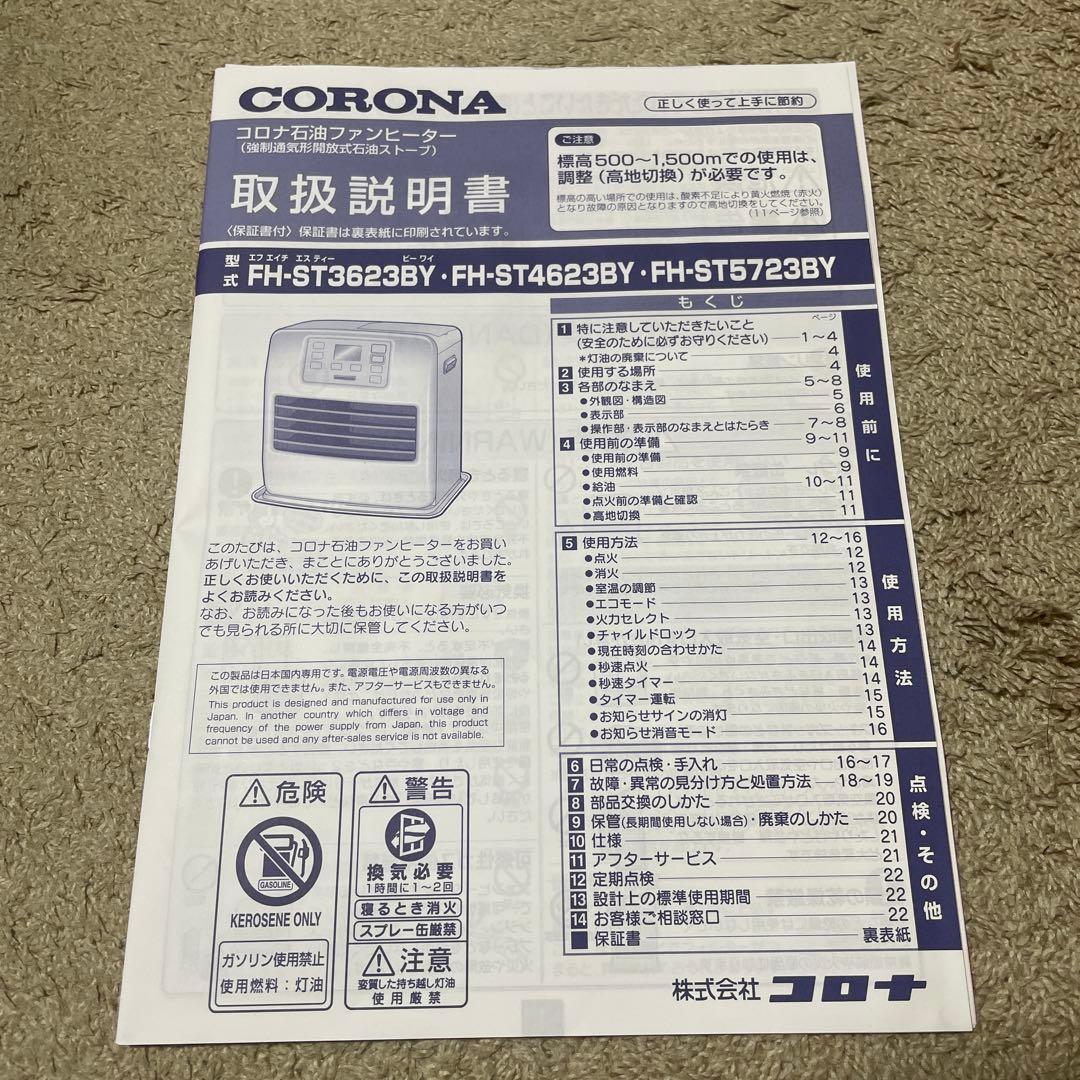 CORONA
正しく使って上手に節約
コロナ石油ファンヒーター
(強制通気形開放式石油ストーブ)
取扱説明書
〈保証書付〉保証書は裏表紙に印刷されています。
ご注意
標高500～1,500mでの使用は、
調整(高地切換)が必要です。
標高の高い場所での使用は、酸素不足により黄火燃焼(赤火)
となり故障の原因となりますので高地切換をしてください。
(11ページ参照)
エフ エイチ エス ティー ビー ワイ
型式 FH-ST3623BY・FH-ST4623BY・FH-ST5723BY
もくじ
ページ
使用前に
1 特に注意していただきたいこと
(安全のために必ずお守りください) 1～4
＊灯油の廃棄について 4
2 使用する場所 4
3 各部のなまえ 5～8
●外観図・構造図 5
●表示部 6
●操作部・表示部のなまえとはたらき 7～8
4 使用前の準備 9～11
●使用前の準備 9
●使用燃料 9
●給油 10～11
●点火前の準備と確認 11
●高地切換 11
使用方法
5 使用方法 12～16
●点火 12
●消火 12
●室温の調節 13
●エコモード 13
●火力セレクト 13
●チャイルドロック 13
●現在時刻の合わせかた 14
●秒速点火 14
●秒速タイマー 14
●タイマー運転 15
●お知らせサインの消灯 15
●お知らせ消音モード 16
点検・その他
6 日常の点検・手入れ 16～17
7 故障・異常の見分け方と処置方法 18～19
8 部品交換のしかた 20
9 保管(長期間使用しない場合)・廃棄のしかた 20
10 仕様 21
11 アフターサービス 21
12 定期点検 22
13 設計上の標準使用期間 22
14 お客様ご相談窓口 22
保証書 裏表紙
このたびは、コロナ石油ファンヒーターをお買い
あげいただき、まことにありがとうございました。
正しくお使いいただくために、この取扱説明書を
よくお読みください。
なお、お読みになった後もお使いになる方がいつ
でも見られる所に大切に保管してください。
この製品は日本国内専用です。電源電圧や電源周波数の異なる
外国では使用できません。また、アフターサービスもできません。
This product is designed and manufactured for use only in
Japan. In another country which differs in voltage and
frequency of the power supply from Japan, this product
cannot be used and any after-sales service is not available.
危険
GASOLINE
KEROSENE ONLY
ガソリン使用禁止
使用燃料：灯油
警告
換気必要
1時間に1～2回
寝るとき消火
スプレー缶厳禁
注意
変質した持ち越し灯油
使用厳禁
株式会社 コロナ